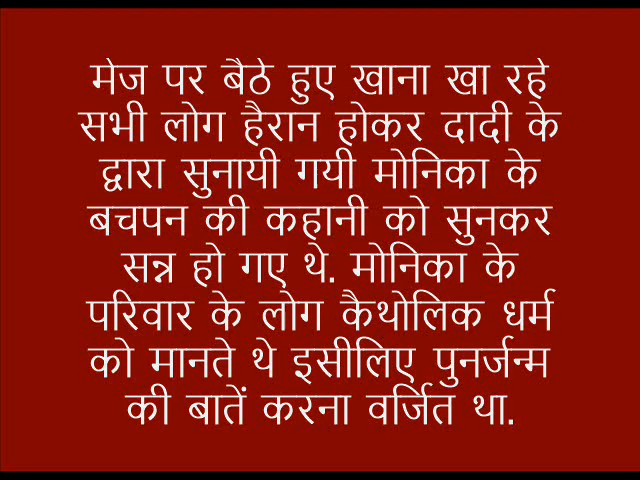 मेज पर बैठे हुए खाना खा रहे
सभी लोग हैरान होकर दादी के
द्वारा सुनायी गयी मोनिका के
बचपन की कहानी को सुनकर
सन्न हो गए थे. मोनिका के
परिवार के लोग कैथोलिक धर्म
को मानते थे इसीलिए पुनर्जन्म
की बातें करना वर्जित था.